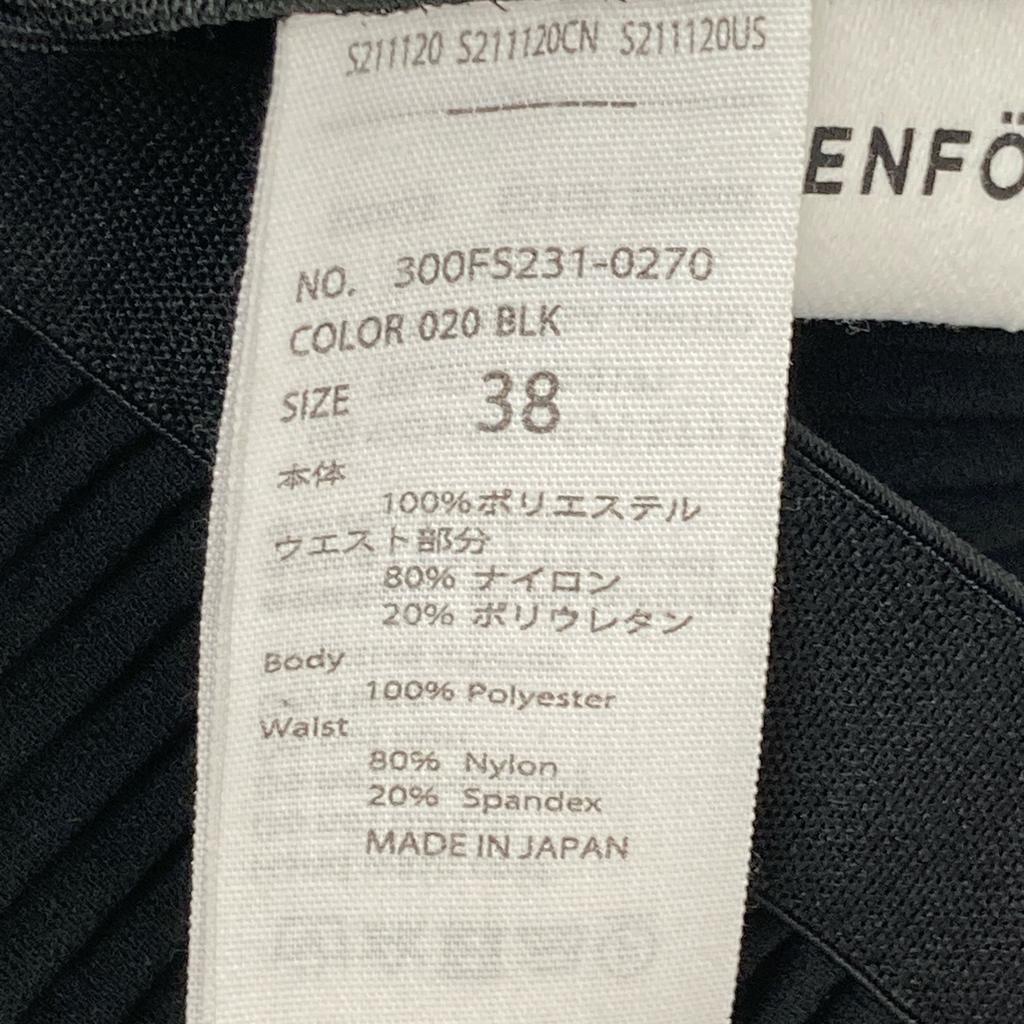 S211120 S211120CN S211120US
ENFÖ
NO. 300FS231-0270
COLOR 020 BLK
SIZE 38
本体
100%ポリエステル
ウエスト部分
80% ナイロン
20% ポリウレタン
Body
100% Polyester
Waist
80% Nylon
20% Spandex
MADE IN JAPAN